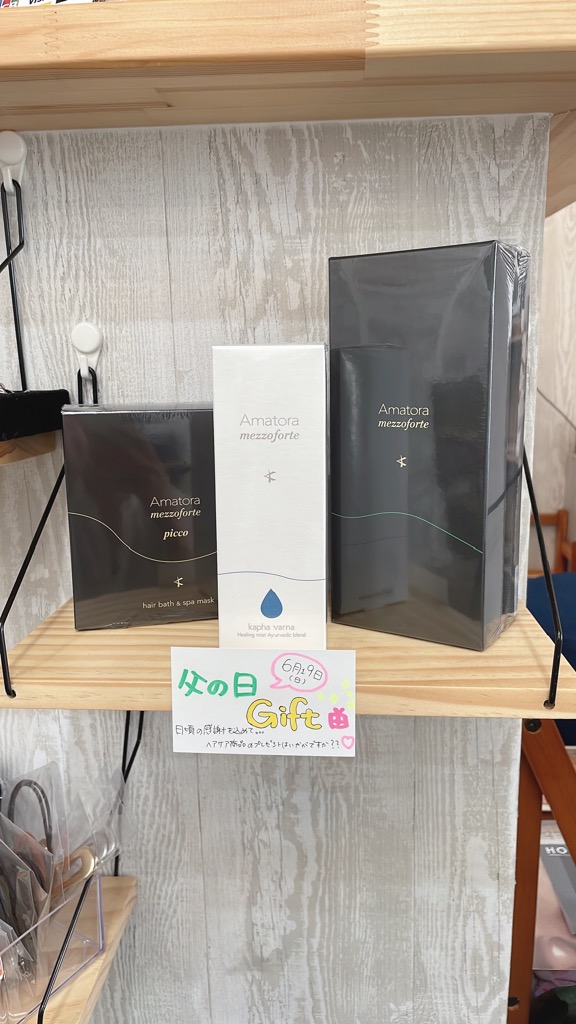 Amatora
mezzoforte
picco
hair bath & spa mask
Amatora
mezzoforte
kapha varna
Healing mist Ayurvedic blend
Amatora
mezzoforte
父の日
6月19日
(日)
Gift
日頃の感謝を込めて...
ヘアケア商品のプレゼントはいかがですか??
HO